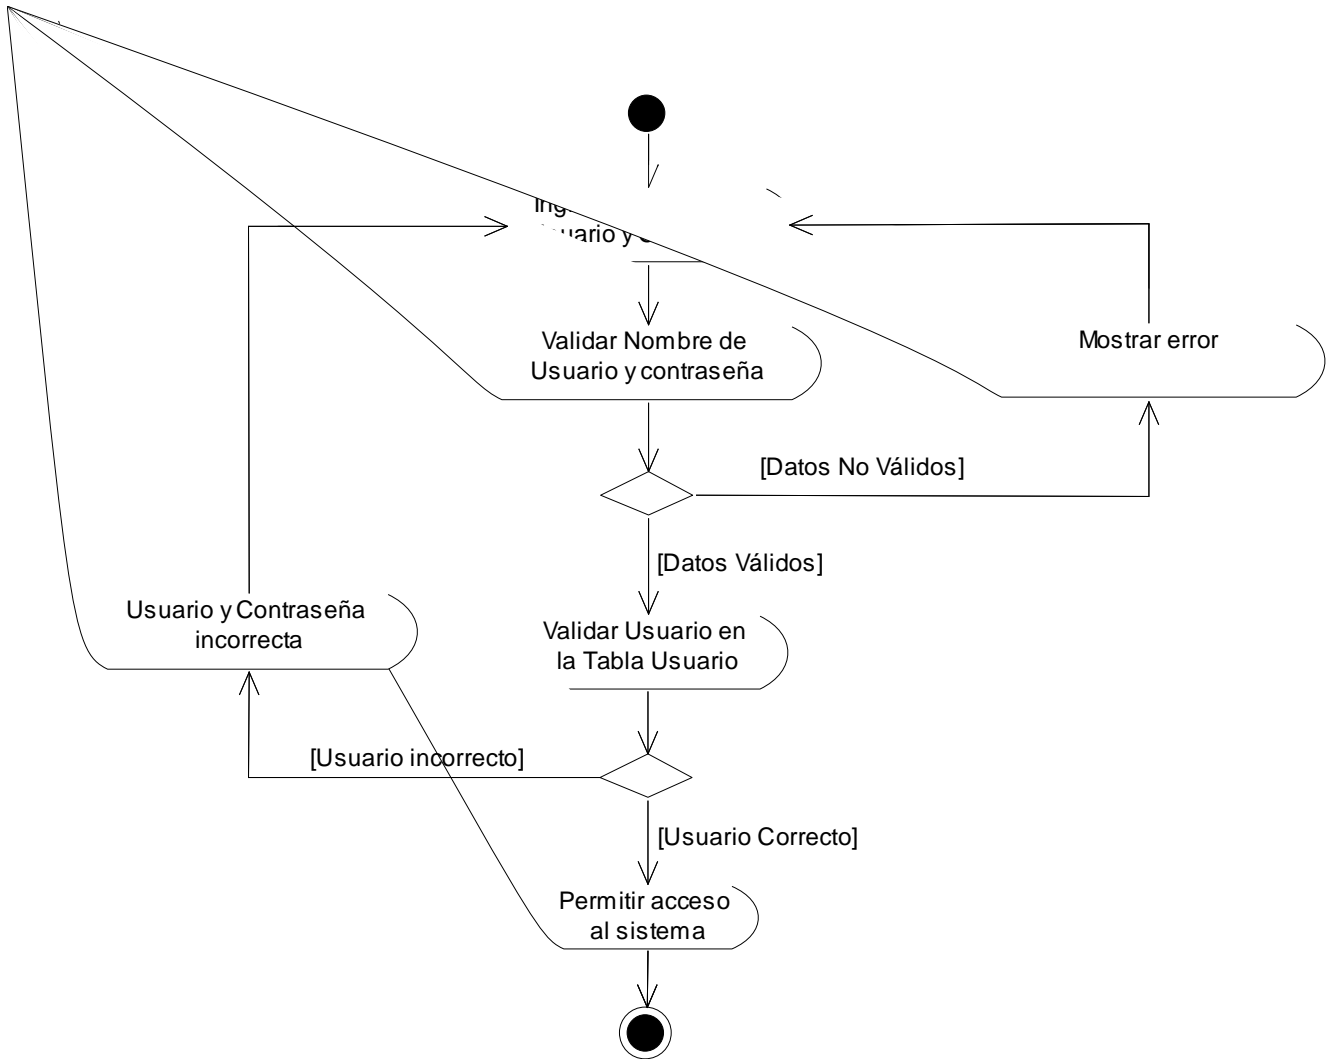 uario y
Validar Nombre de
Usuario y contraseña
Mostrar error
[Datos No Válidos]
[Datos Válidos]
Usuario y Contraseña
incorrecta
Validar Usuario en
la Tabla Usuario
[Usuario incorrecto]
[Usuario Correcto]
Permitir acceso
al sistema